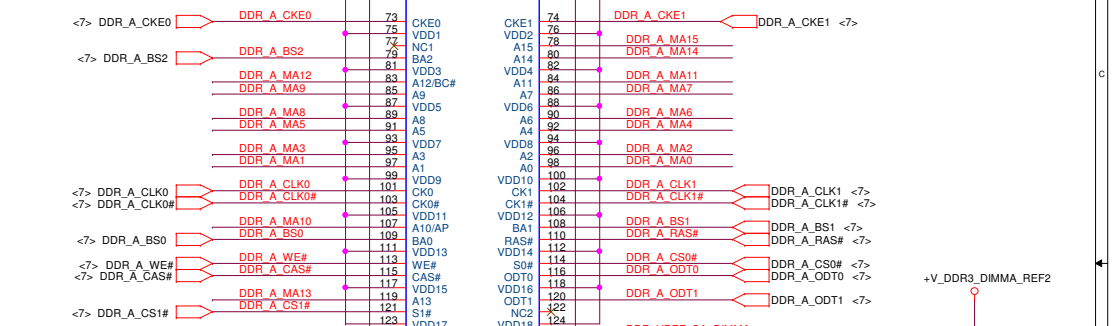 <7> DDR_A_CKE0 DDR_A_CKE0 73 CKE0 CKE1 74 DDR_A_CKE1 DDR_A_CKE1 <7>
75 VDD1 VDD2 76
77 NC1 A15 78 DDR_A_MA15
<7> DDR_A_BS2 DDR_A_BS2 79 BA2 A14 80 DDR_A_MA14
81 VDD3 VDD4 82
DDR_A_MA12 83 A12/BC# A11 84 DDR_A_MA11
DDR_A_MA9 85 A9 A7 86 DDR_A_MA7
87 VDD5 VDD6 88
DDR_A_MA8 89 A8 A6 90 DDR_A_MA6
DDR_A_MA5 91 A5 A4 92 DDR_A_MA4
93 VDD7 VDD8 94
DDR_A_MA3 95 A3 A2 96 DDR_A_MA2
DDR_A_MA1 97 A1 A0 98 DDR_A_MA0
99 VDD9 VDD10 100
<7> DDR_A_CLK0 DDR_A_CLK0 101 CK0 CK1 102 DDR_A_CLK1 DDR_A_CLK1 <7>
<7> DDR_A_CLK0# DDR_A_CLK0# 103 CK0# CK1# 104 DDR_A_CLK1# DDR_A_CLK1# <7>
105 VDD11 VDD12 106
DDR_A_MA10 107 A10/AP BA1 108 DDR_A_BS1 DDR_A_BS1 <7>
<7> DDR_A_BS0 DDR_A_BS0 109 BA0 RAS# 110 DDR_A_RAS# DDR_A_RAS# <7>
111 VDD13 VDD14 112
<7> DDR_A_WE# DDR_A_WE# 113 WE# S0# 114 DDR_A_CS0# DDR_A_CS0# <7>
<7> DDR_A_CAS# DDR_A_CAS# 115 CAS# ODT0 116 DDR_A_ODT0 DDR_A_ODT0 <7>
117 VDD15 VDD16 118
DDR_A_MA13 119 A13 ODT1 120 DDR_A_ODT1 DDR_A_ODT1 <7>
<7> DDR_A_CS1# DDR_A_CS1# 121 S1# NC2 122
123 VDD17 VDD18 124
C
+V_DDR3_DIMMA_REF2